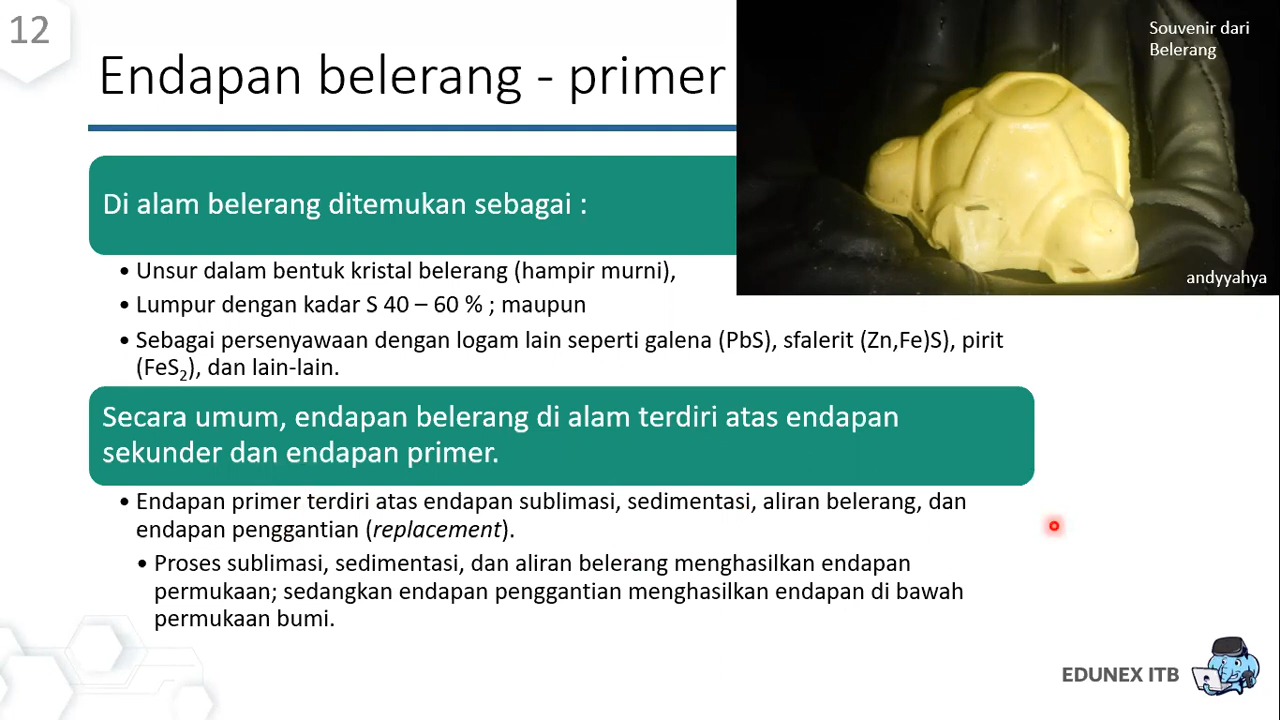 12
Endapan belerang - primer
Souvenir dari
Belerang
andyyahya
Di alam belerang ditemukan sebagai :
• Unsur dalam bentuk kristal belerang (hampir murni),
• Lumpur dengan kadar S 40 – 60 % ; maupun
• Sebagai persenyawaan dengan logam lain seperti galena (PbS), sfalerit (Zn,Fe)S), pirit
(FeS₂), dan lain-lain.
Secara umum, endapan belerang di alam terdiri atas endapan
sekunder dan endapan primer.
• Endapan primer terdiri atas endapan sublimasi, sedimentasi, aliran belerang, dan
endapan penggantian (replacement).
• Proses sublimasi, sedimentasi, dan aliran belerang menghasilkan endapan
permukaan; sedangkan endapan penggantian menghasilkan endapan di bawah
permukaan bumi.
EDUNEX ITB